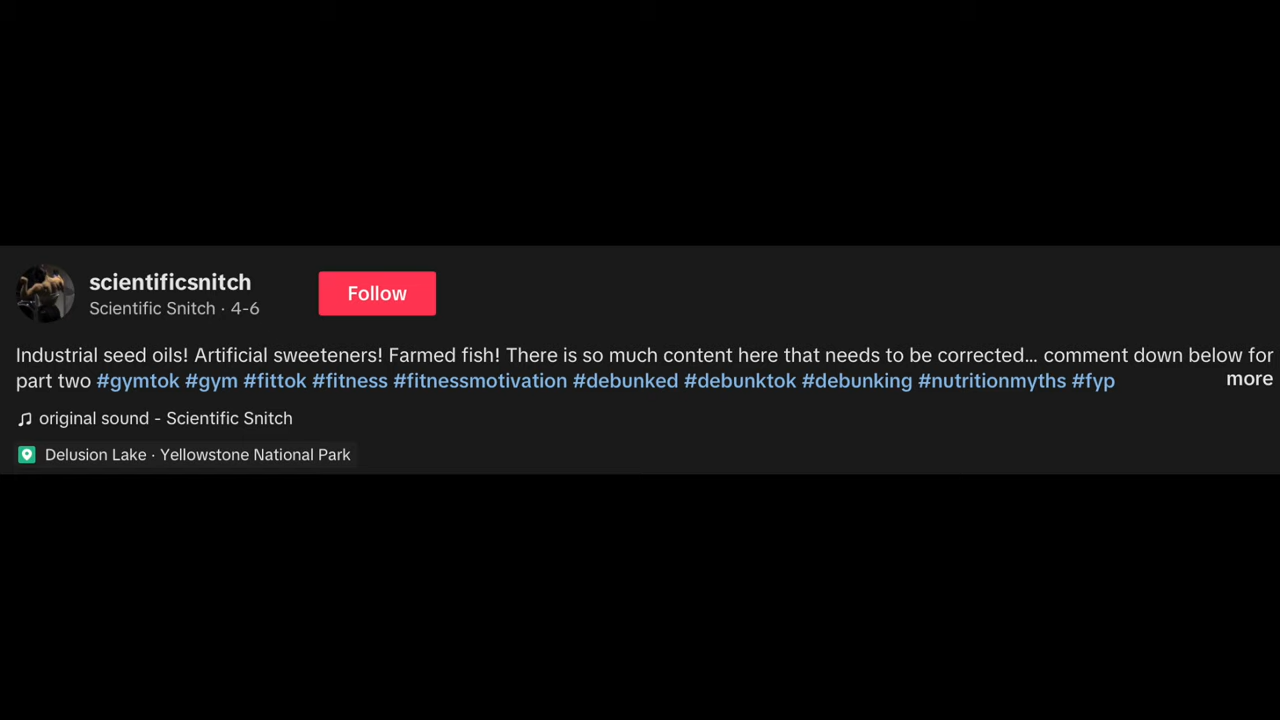 scientificsnitch
Scientific Snitch · 4-6
Follow
Industrial seed oils! Artificial sweeteners! Farmed fish! There is so much content here that needs to be corrected... comment down below for
part two #gymtok #gym #fittok #fitness #fitnessmotivation #debunked #debunktok #debunking #nutritionmyths #fyp
more
original sound - Scientific Snitch
Delusion Lake · Yellowstone National Park